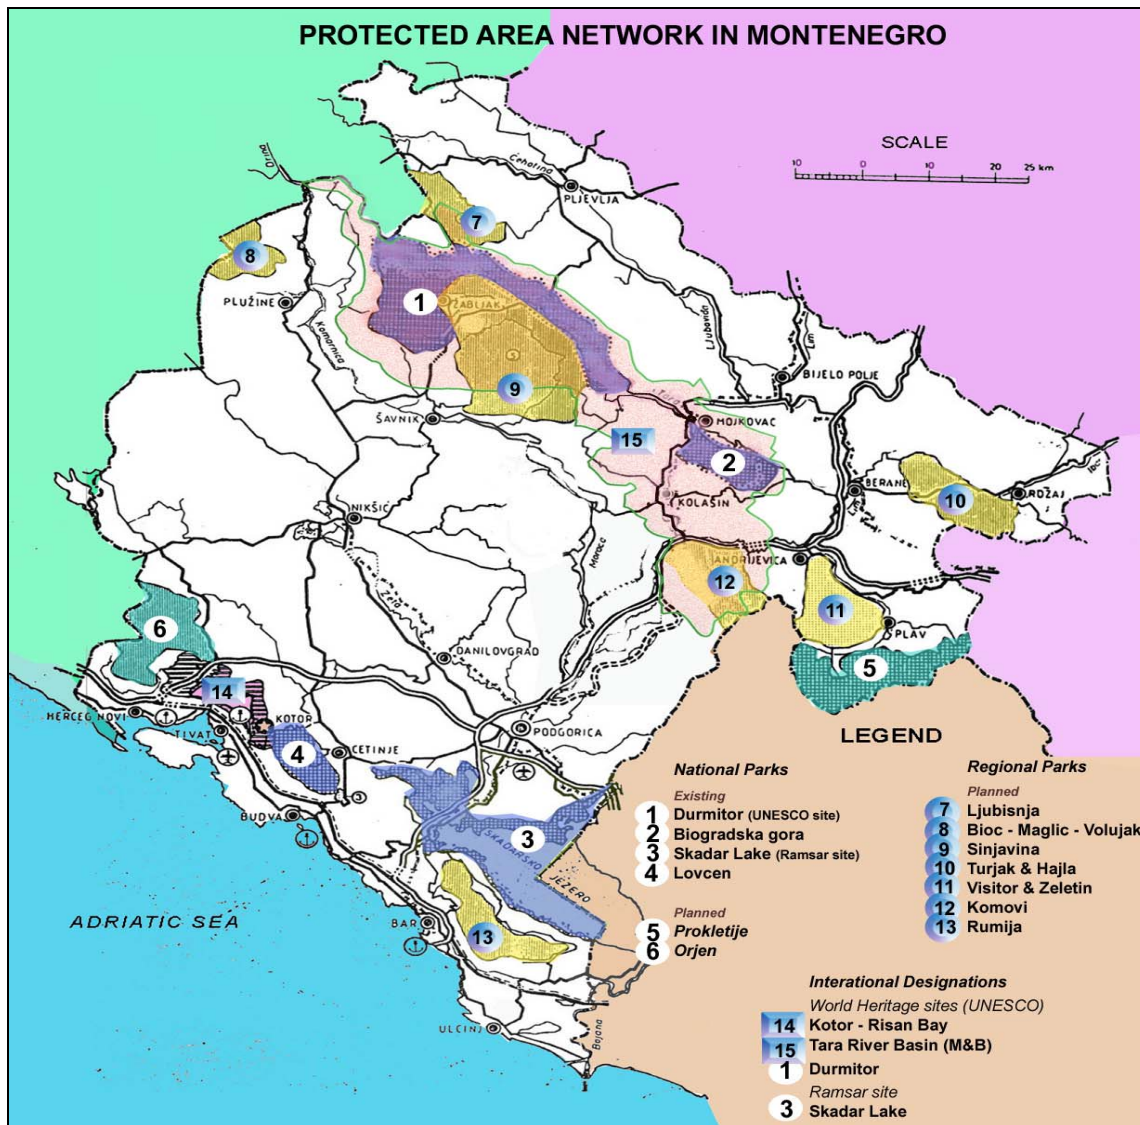 PROTECTED AREA NETWORK IN MONTENEGRO
SCALE
10 0 10 20 25 km
Drina
Ćehotina
PLJEVLJA
7
8
PLUŽINE
Komarnica
1
ŽABLJAK
Ljubovidn
Lim
9
BIJELO POLJE
ŠAVNIK
Tara
MOJKOVAC
15
2
KOLAŠIN
BERANE
10
ROŽAJ
Ibar
NIKŠIĆ
Morača
ANDRIJEVICA
12
11
PLAV
6
Zeta
DANILOVGRAD
5
14
HERCEG NOVI
KOTOR
TIVAT
4
CETINJE
PODGORICA
BUDVA
3
SKADARSKO
JEZERO
ADRIATIC SEA
BAR
13
ULCINJ
Bojana
LEGEND
National Parks
Existing
1 Durmitor (UNESCO site)
2 Biogradska gora
3 Skadar Lake (Ramsar site)
4 Lovcen
Planned
5 Prokletije
6 Orjen
Regional Parks
Planned
7 Ljubisnja
8 Bioc - Maglic - Volujak
9 Sinjavina
10 Turjak & Hajla
11 Visitor & Zeletin
12 Komovi
13 Rumija
Interational Designations
World Heritage sites (UNESCO)
14 Kotor - Risan Bay
15 Tara River Basin (M&B)
1 Durmitor
Ramsar site
3 Skadar Lake